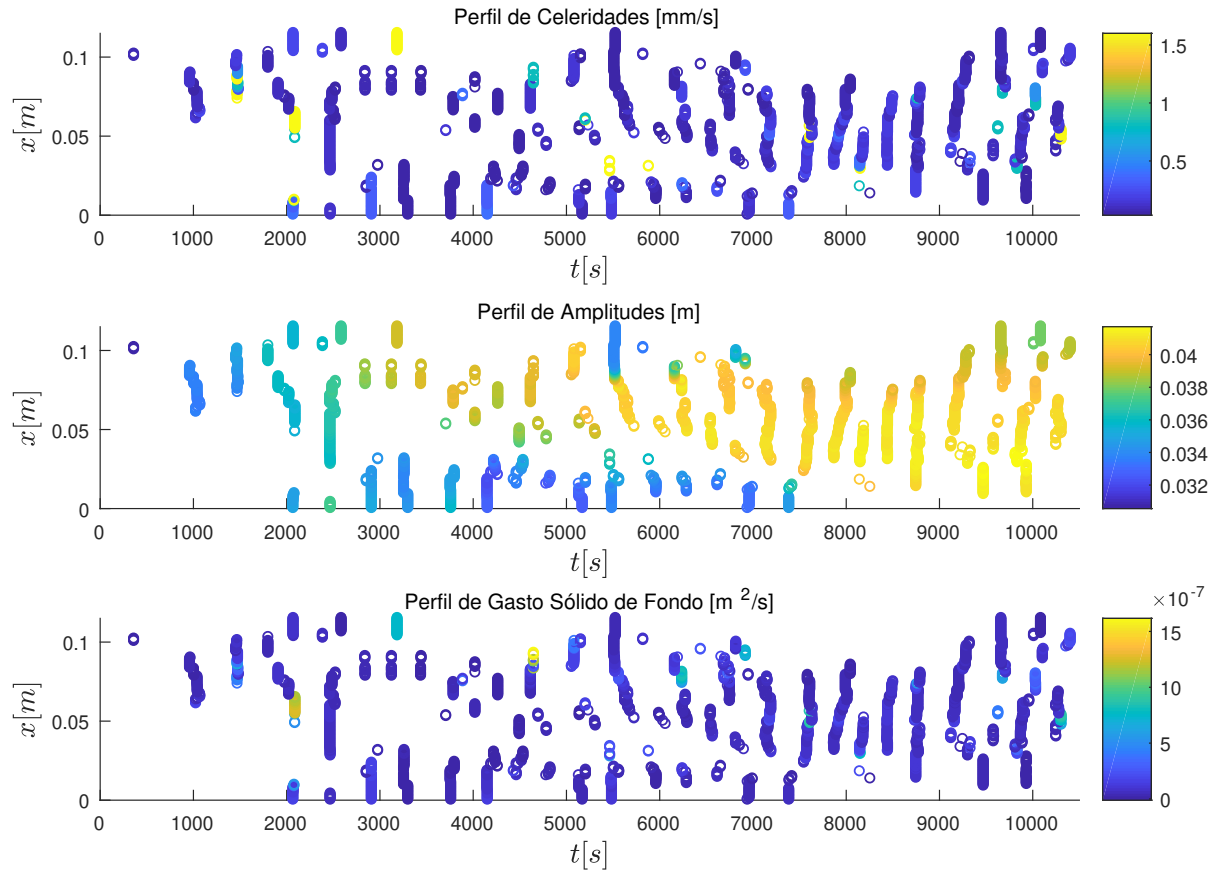 Perfil de Celeridades [mm/s]
0.1
0.05
0
x[m]
0 1000 2000 3000 4000 5000 6000 7000 8000 9000 10000
t[s]
1.5
1
0.5
Perfil de Amplitudes [m]
0.1
0.05
0
x[m]
0 1000 2000 3000 4000 5000 6000 7000 8000 9000 10000
t[s]
0.04
0.038
0.036
0.034
0.032
Perfil de Gasto Sólido de Fondo [m ²/s]
0.1
0.05
0
x[m]
0 1000 2000 3000 4000 5000 6000 7000 8000 9000 10000
t[s]
×10⁻⁷
15
10
5
0